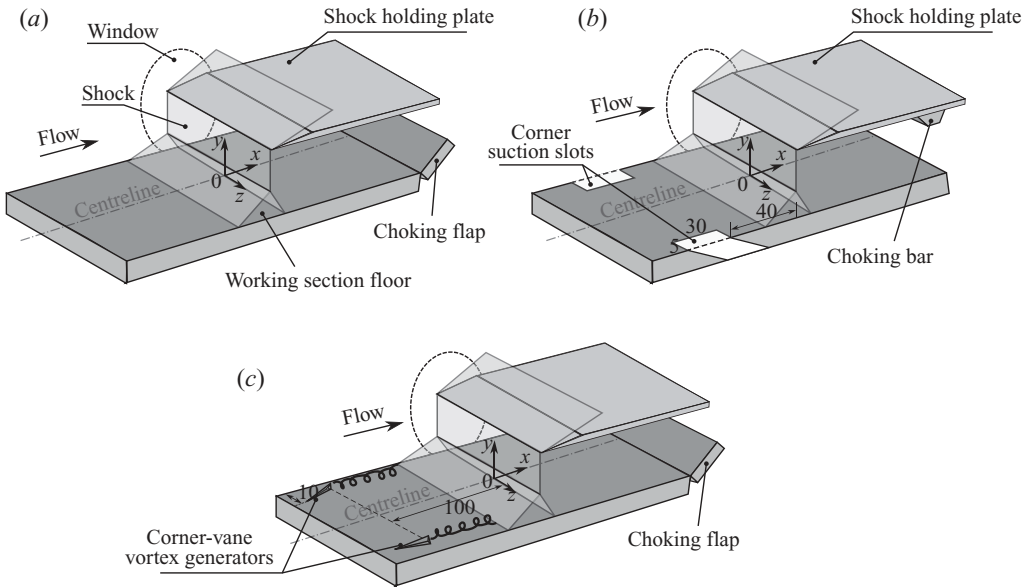 (a)
Window
Shock holding plate
Shock
Flow
y
x
0
z
Centreline
Choking flap
Working section floor
(b)
Shock holding plate
Flow
Corner
suction slots
y
x
0
z
Centreline
40
30
5
Choking bar
(c)
Flow
y
x
0
z
10
Centreline
100
Corner-vane
vortex generators
Choking flap